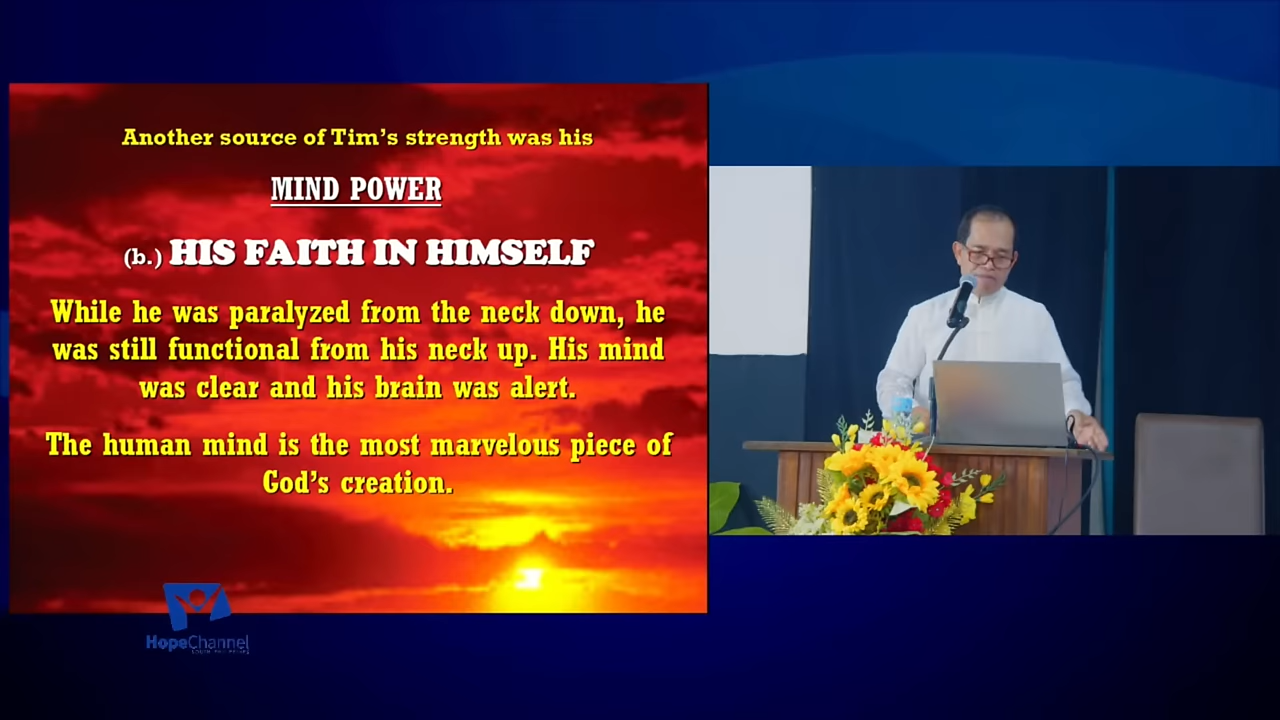 Another source of Tim's strength was his
MIND POWER
(b.) HIS FAITH IN HIMSELF
While he was paralyzed from the neck down, he
was still functional from his neck up. His mind
was clear and his brain was alert.
The human mind is the most marvelous piece of
God's creation.
HopeChannel